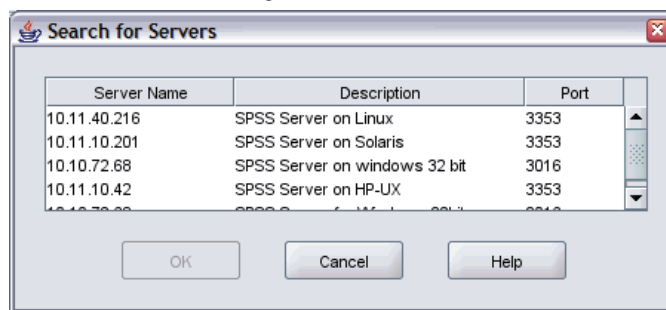 Search for Servers
Server Name Description Port
10.11.40.216 SPSS Server on Linux 3353
10.11.10.201 SPSS Server on Solaris 3353
10.10.72.68 SPSS Server on windows 32 bit 3016
10.11.10.42 SPSS Server on HP-UX 3353
OK Cancel Help